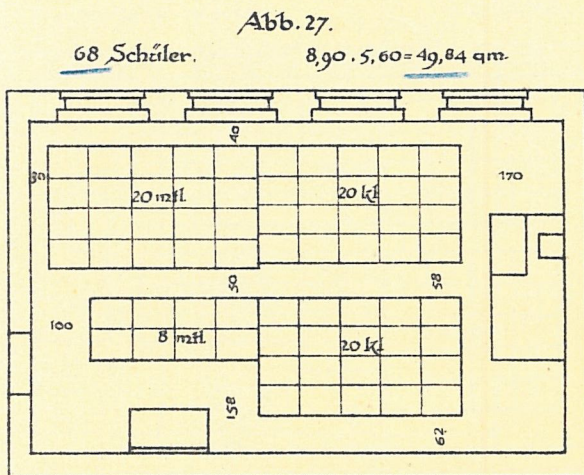 Abb. 27.
68 Schüler. 8,90 . 5,60 = 49,84 qm.
40
30 20 mtl. 20 kl 170
50 58
100 8 mtl. 20 kl
158
62